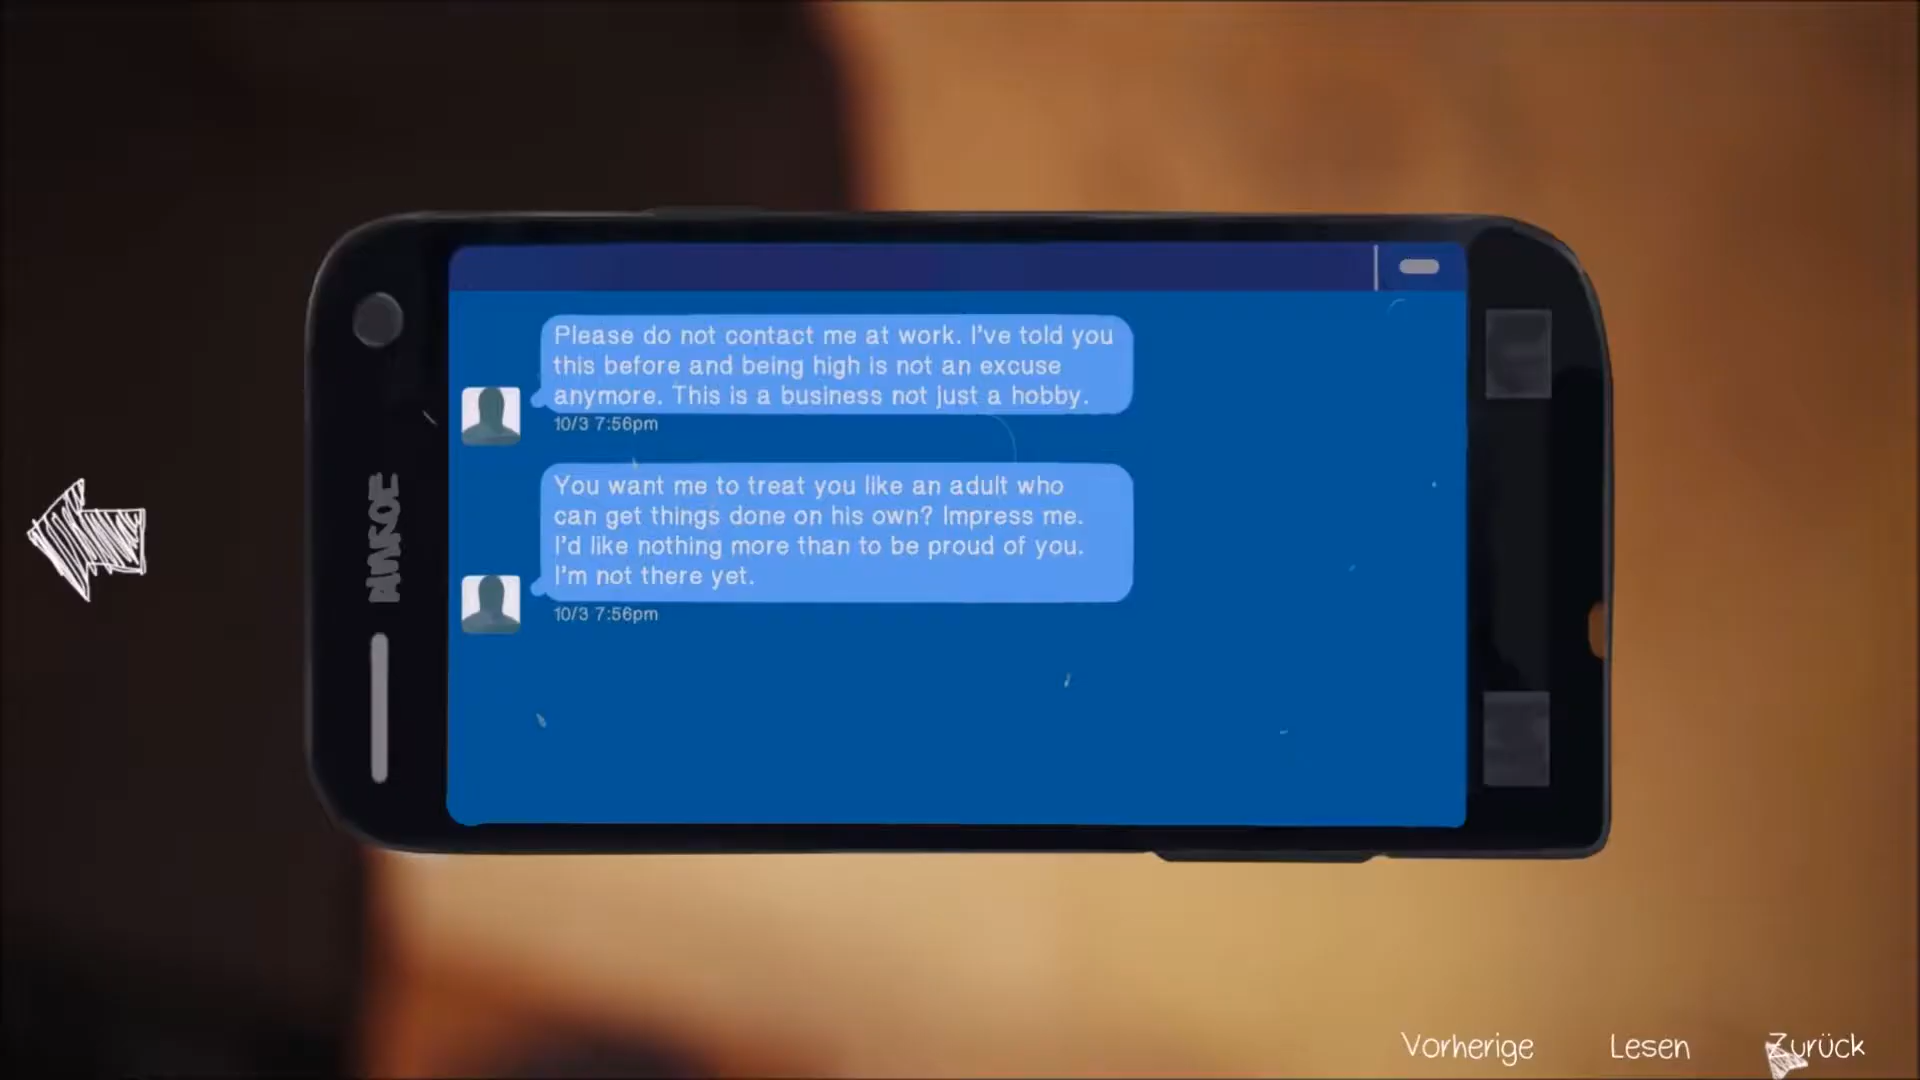 Please do not contact me at work. I've told you
this before and being high is not an excuse
anymore. This is a business not just a hobby.
10/3 7:56pm
You want me to treat you like an adult who
can get things done on his own? Impress me.
I'd like nothing more than to be proud of you.
I'm not there yet.
10/3 7:56pm
Vorherige
Lesen
Zurück